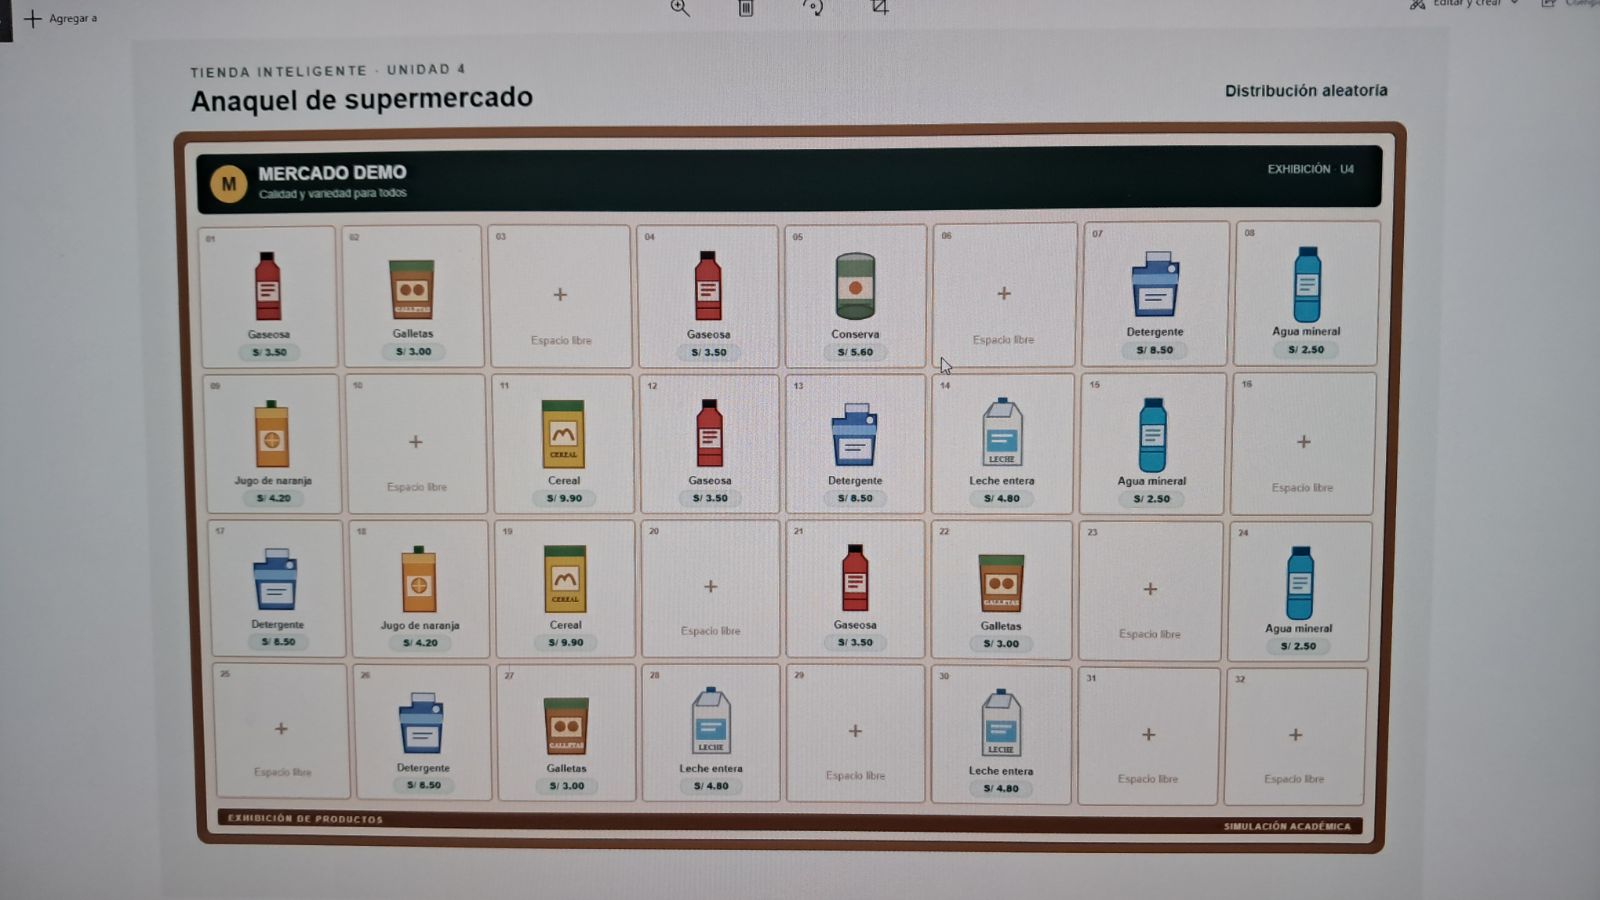 Agregar a
Editar y crear
TIENDA INTELIGENTE · UNIDAD 4
Anaquel de supermercado
Distribución aleatoria
M
MERCADO DEMO
Calidad y variedad para todos
EXHIBICIÓN · U4
01
Gaseosa
S/ 3.50
02
GALLETAS
Galletas
S/ 3.00
03
+
Espacio libre
04
Gaseosa
S/ 3.50
05
Conserva
S/ 5.60
06
+
Espacio libre
07
Detergente
S/ 8.50
08
Agua mineral
S/ 2.50
09
Jugo de naranja
S/ 4.20
10
+
Espacio libre
11
CEREAL
Cereal
S/ 9.90
12
Gaseosa
S/ 3.50
13
Detergente
S/ 8.50
14
LECHE
Leche entera
S/ 4.80
15
Agua mineral
S/ 2.50
16
+
Espacio libre
17
Detergente
S/ 8.50
18
Jugo de naranja
S/ 4.20
19
CEREAL
Cereal
S/ 9.90
20
+
Espacio libre
21
Gaseosa
S/ 3.50
22
GALLETAS
Galletas
S/ 3.00
23
+
Espacio libre
24
Agua mineral
S/ 2.50
25
+
Espacio libre
26
Detergente
S/ 8.50
27
GALLETAS
Galletas
S/ 3.00
28
LECHE
Leche entera
S/ 4.80
29
+
Espacio libre
30
LECHE
Leche entera
S/ 4.80
31
+
Espacio libre
32
+
Espacio libre
EXHIBICIÓN DE PRODUCTOS
SIMULACIÓN ACADÉMICA